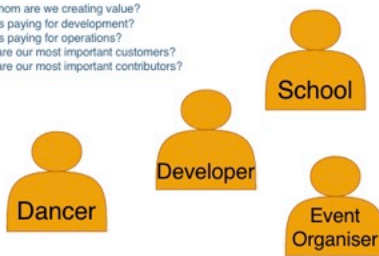 hom are we creating value?
s paying for development?
s paying for operations?
are our most important customers?
are our most important contributors?
School
Developer
Dancer
Event
Organiser